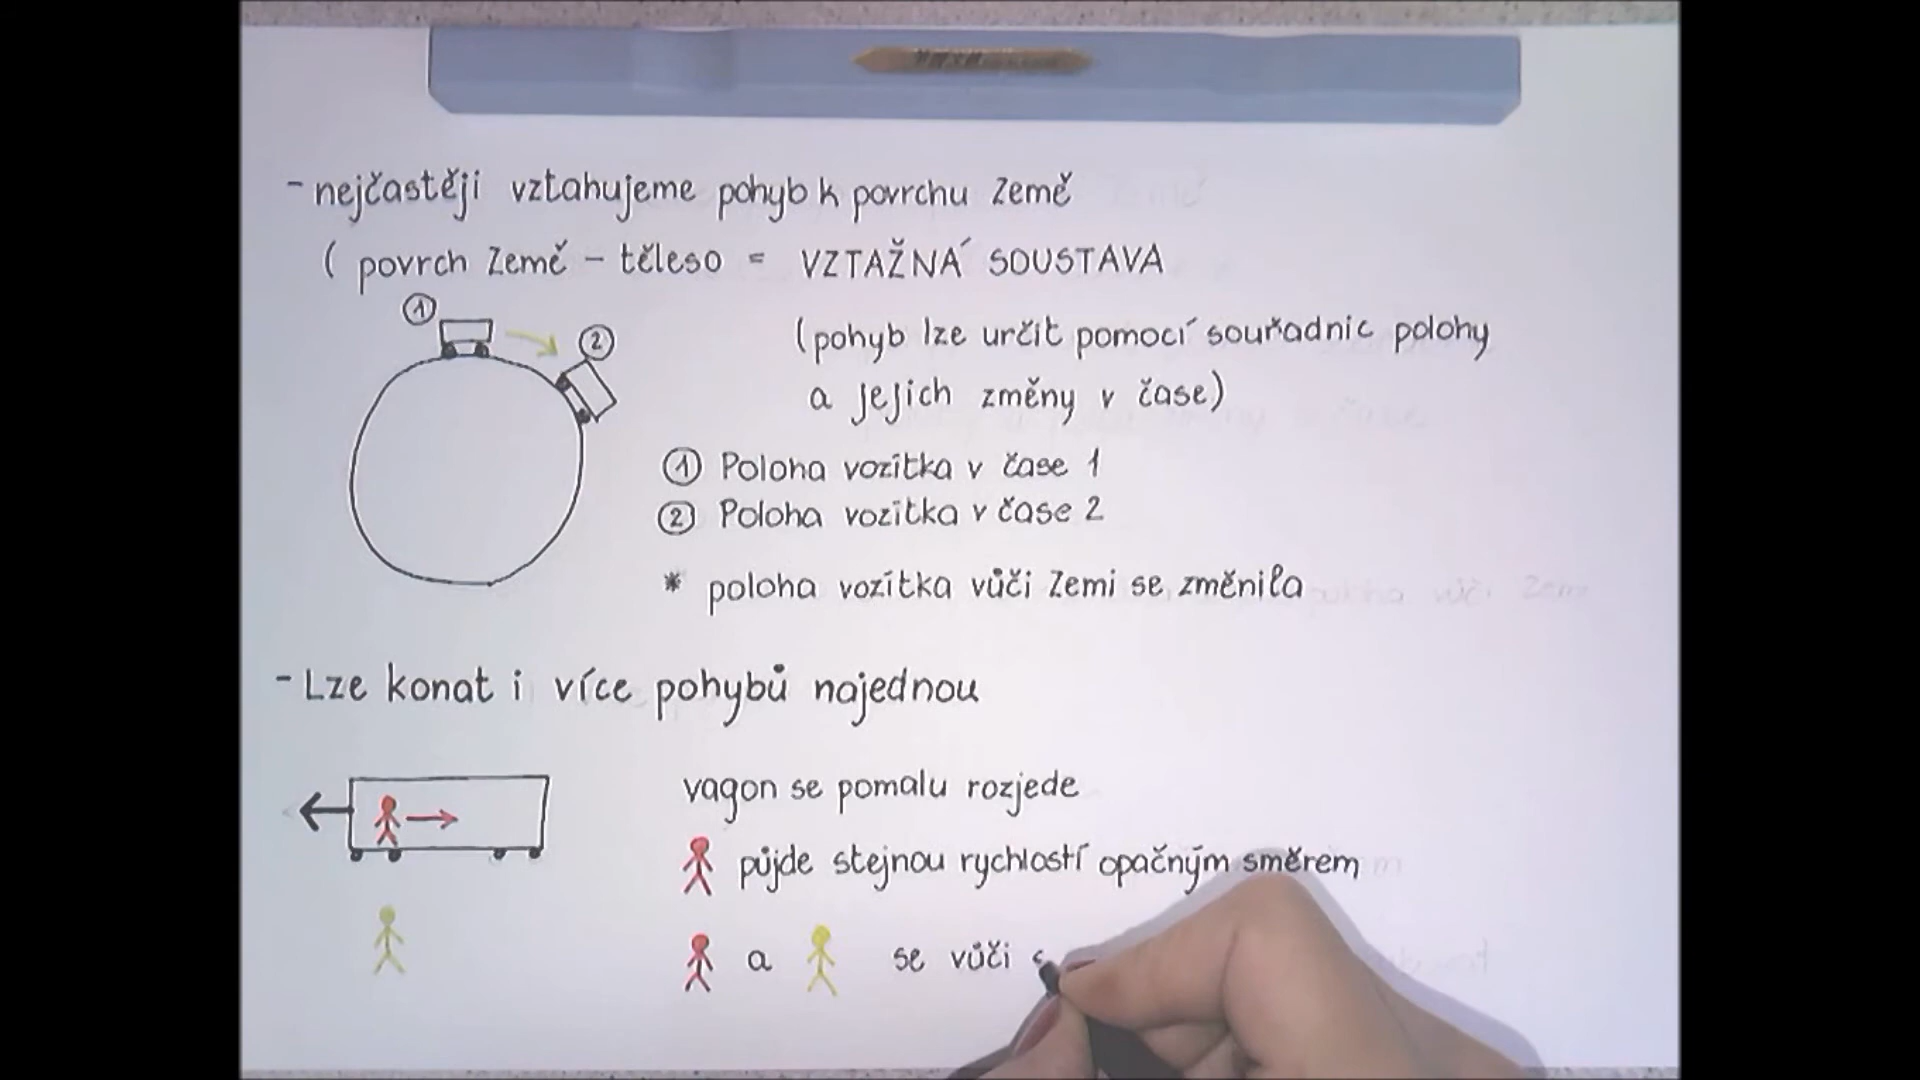 - nejčastěji vztahujeme pohyb k povrchu Země
( povrch Země - těleso = VZTAŽNÁ SOUSTAVA
1
2
(pohyb lze určit pomocí souřadnic polohy
a jejich změny v čase)
1 Poloha vozítka v čase 1
2 Poloha vozítka v čase 2
* poloha vozítka vůči Zemi se změnila
- Lze konat i více pohybů najednou
vagon se pomalu rozjede
půjde stejnou rychlostí opačným směrem
a se vůči s